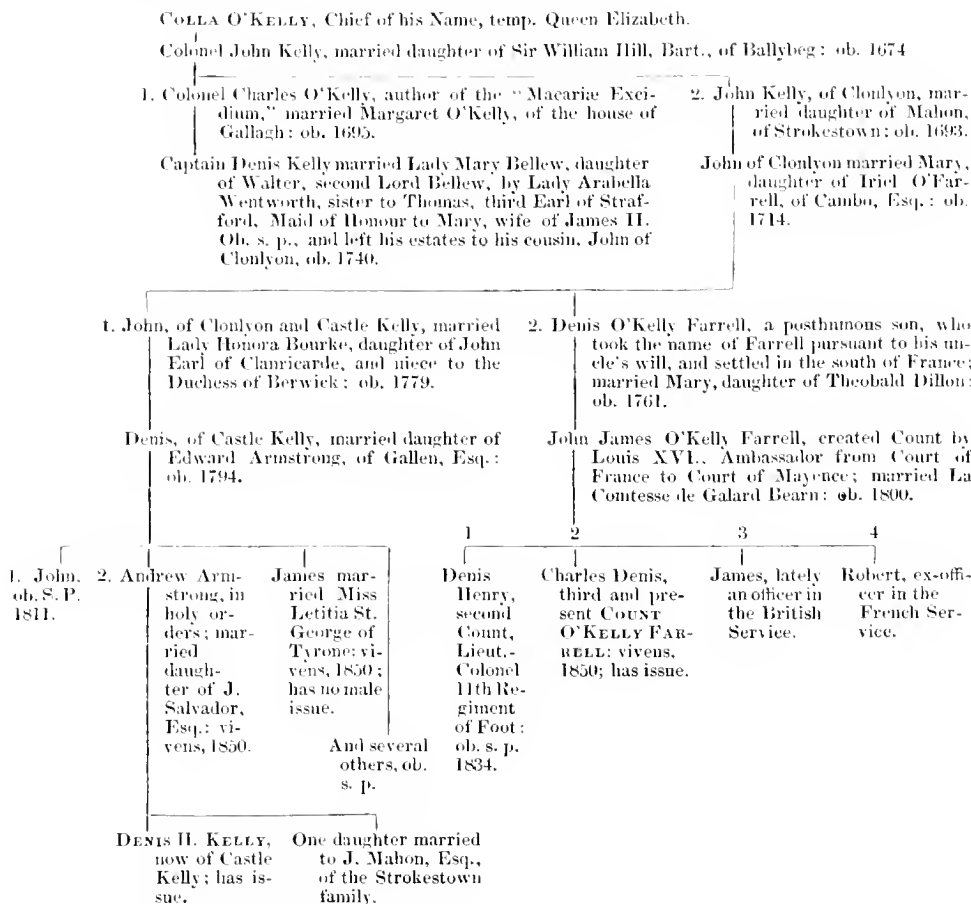 COLLA O'KELLY, Chief of his Name, temp. Queen Elizabeth.
Colonel John Kelly, married daughter of Sir William Hill, Bart., of Ballybeg: ob. 1674
1. Colonel Charles O'Kelly, author of the "Macariæ Exci-
dium," married Margaret O'Kelly, of the house of
Gallagh: ob. 1695.
2. John Kelly, of Clonlyon, mar-
ried daughter of Mahon,
of Strokestown: ob. 1693.
Captain Denis Kelly married Lady Mary Bellew, daughter
of Walter, second Lord Bellew, by Lady Arabella
Wentworth, sister to Thomas, third Earl of Straf-
ford, Maid of Honour to Mary, wife of James II.
Ob. s. p., and left his estates to his cousin, John of
Clonlyon, ob. 1740.
John of Clonlyon married Mary,
daughter of Iriel O'Far-
rell, of Cambo, Esq.: ob.
1714.
1. John, of Clonlyon and Castle Kelly, married
Lady Honora Bourke, daughter of John
Earl of Clanricarde, and niece to the
Duchess of Berwick: ob. 1779.
2. Denis O'Kelly Farrell, a posthumous son, who
took the name of Farrell pursuant to his un-
cle's will, and settled in the south of France;
married Mary, daughter of Theobald Dillon:
ob. 1761.
Denis, of Castle Kelly, married daughter of
Edward Armstrong, of Gallen, Esq.:
ob. 1794.
John James O'Kelly Farrell, created Count by
Louis XVI., Ambassador from Court of
France to Court of Mayence; married La
Comtesse de Galard Bearn: ob. 1800.
1 2 3 4
1. John,
ob. S. P.
1811.
2. Andrew Arm-
strong, in
holy or-
ders; mar-
ried
daugh-
ter of J.
Salvador,
Esq.: vi-
vens, 1850.
James mar-
ried Miss
Letitia St.
George of
Tyrone: vi-
vens, 1850;
has no male
issue.
And several
others, ob.
s. p.
Denis
Henry,
second
Count,
Lieut.-
Colonel
11th Re-
giment
of Foot:
ob. s. p.
1834.
Charles Denis,
third and pre-
sent COUNT
O'KELLY FAR-
RELL: vivens,
1850; has issue.
James, lately
an officer in
the British
Service.
Robert, ex-offi-
cer in the
French Ser-
vice.
DENIS H. KELLY,
now of Castle
Kelly; has is-
sue.
One daughter married
to J. Mahon, Esq.,
of the Strokestown
family.